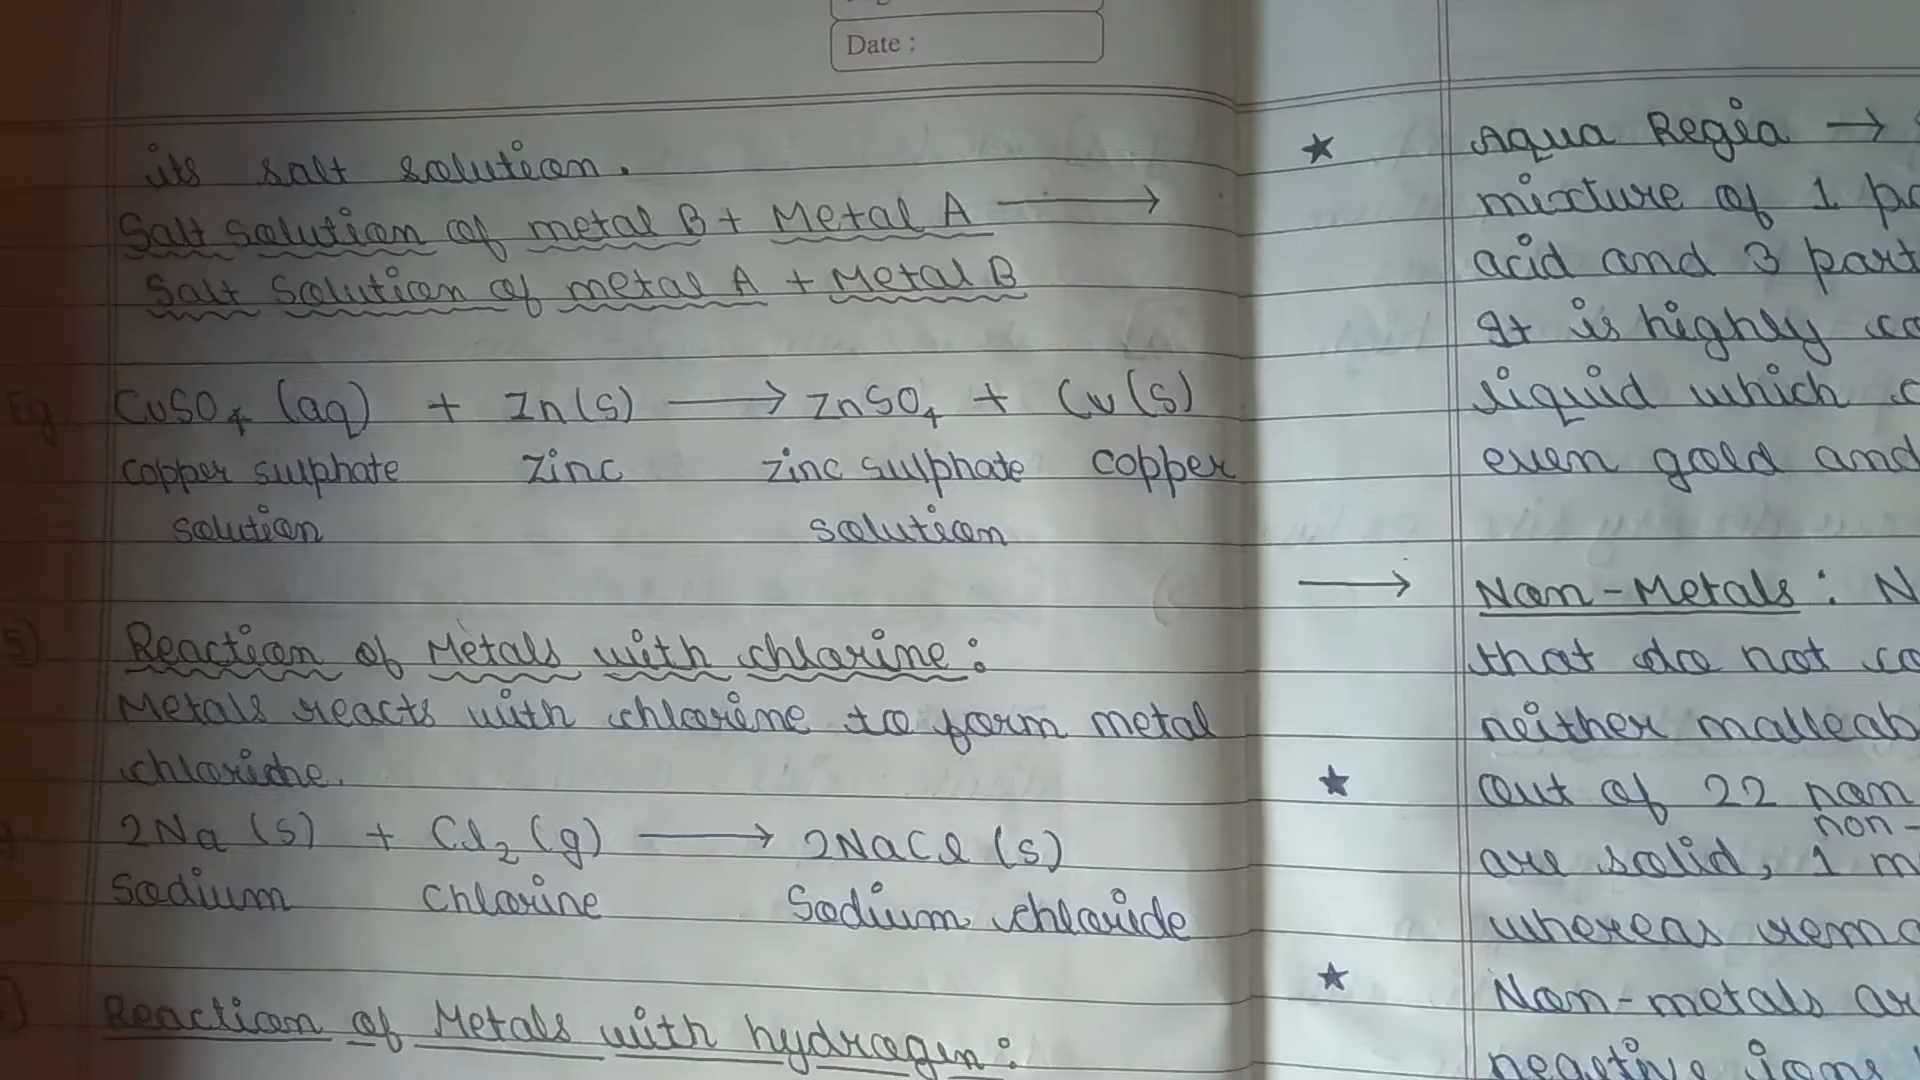 Date :
its salt solution.
Salt solution of metal B + Metal A ⟶
Salt solution of metal A + Metal B
Eg. CuSO₄ (aq) + Zn(s) ⟶ ZnSO₄ + Cu(s)
copper sulphate zinc zinc sulphate copper
solution solution
5) Reaction of Metals with chlorine :
Metals reacts with chlorine to form metal
chloride.
2Na (s) + Cl₂ (g) ⟶ 2NaCl (s)
Sodium Chlorine Sodium chloride
Reaction of Metals with hydrogen :
★ Aqua Regia →
mixture of 1
acid and 3 part
It is highly
liquid which
even gold and
⟶ Non-Metals :
that do not
neither
★ Out of 22 non
non-
are solid, 1
whereas
★ Non-metals
negative ions